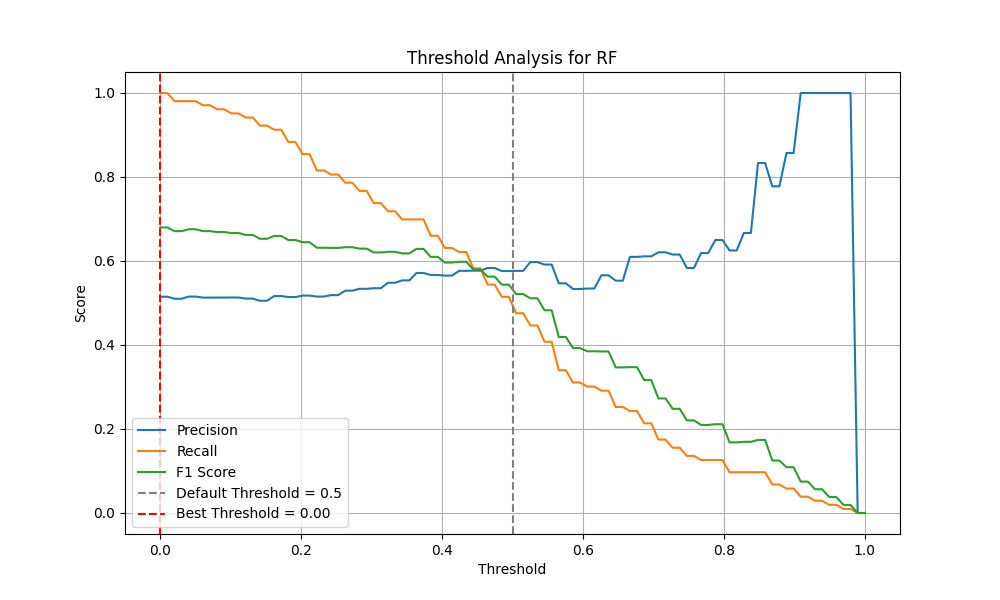 Threshold Analysis for RF
Score
1.0
0.8
0.6
0.4
0.2
0.0
Precision
Recall
F1 Score
Default Threshold = 0.5
Best Threshold = 0.00
0.0 0.2 0.4 0.6 0.8 1.0
Threshold